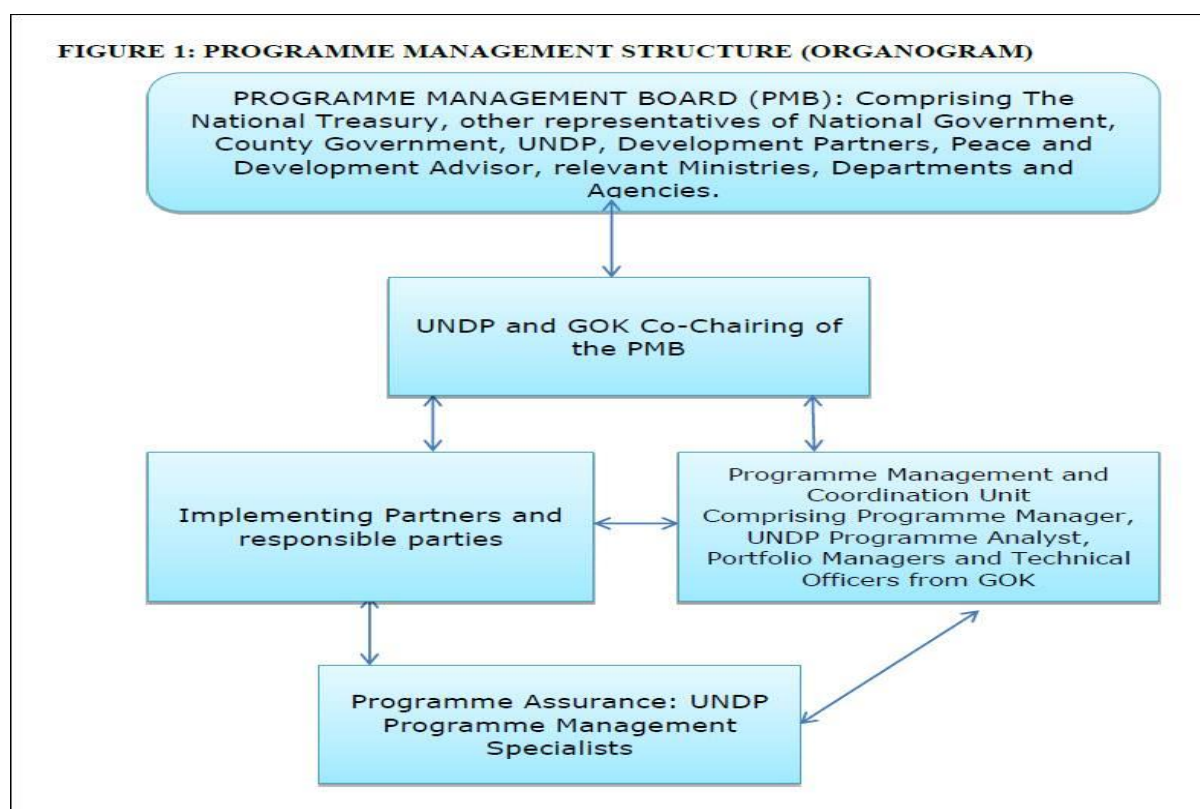 FIGURE 1: PROGRAMME MANAGEMENT STRUCTURE (ORGANOGRAM)
PROGRAMME MANAGEMENT BOARD (PMB): Comprising The
National Treasury, other representatives of National Government,
County Government, UNDP, Development Partners, Peace and
Development Advisor, relevant Ministries, Departments and
Agencies.
UNDP and GOK Co-Chairing of
the PMB
Implementing Partners and
responsible parties
Programme Management and
Coordination Unit
Comprising Programme Manager,
UNDP Programme Analyst,
Portfolio Managers and Technical
Officers from GOK
Programme Assurance: UNDP
Programme Management
Specialists